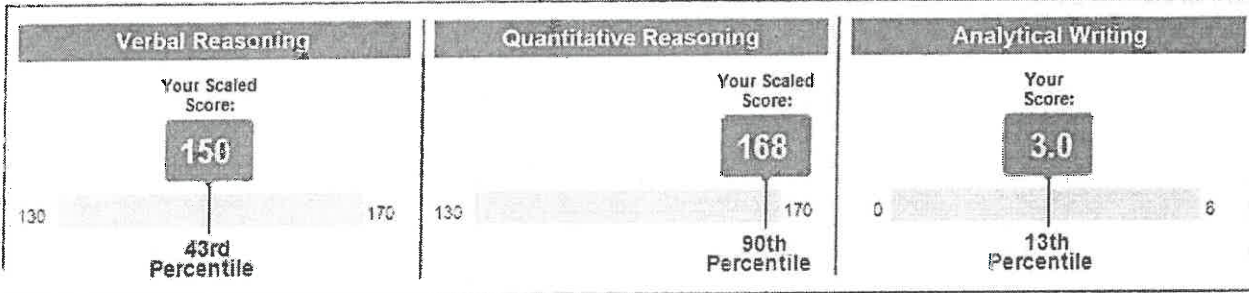 Verbal Reasoning
Your Scaled
Score:
150
130
170
43rd
Percentile
Quantitative Reasoning
Your Scaled
Score:
168
130
170
90th
Percentile
Analytical Writing
Your
Score:
3.0
0
6
13th
Percentile